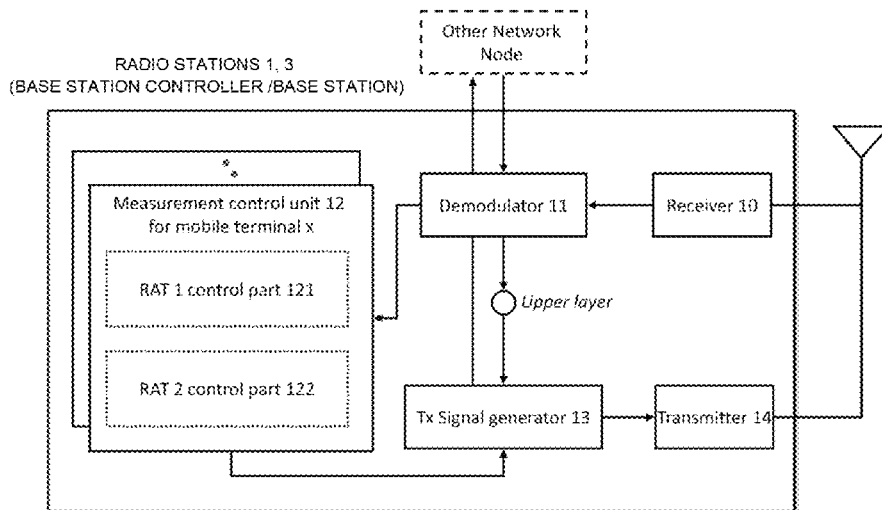 Other Network
Node
RADIO STATIONS 1, 3
(BASE STATION CONTROLLER /BASE STATION)
Measurement control unit 12
for mobile terminal x
Demodulator 11
Receiver 10
RAT 1 control part 121
Upper layer
RAT 2 control part 122
Tx Signal generator 13
Transmitter 14